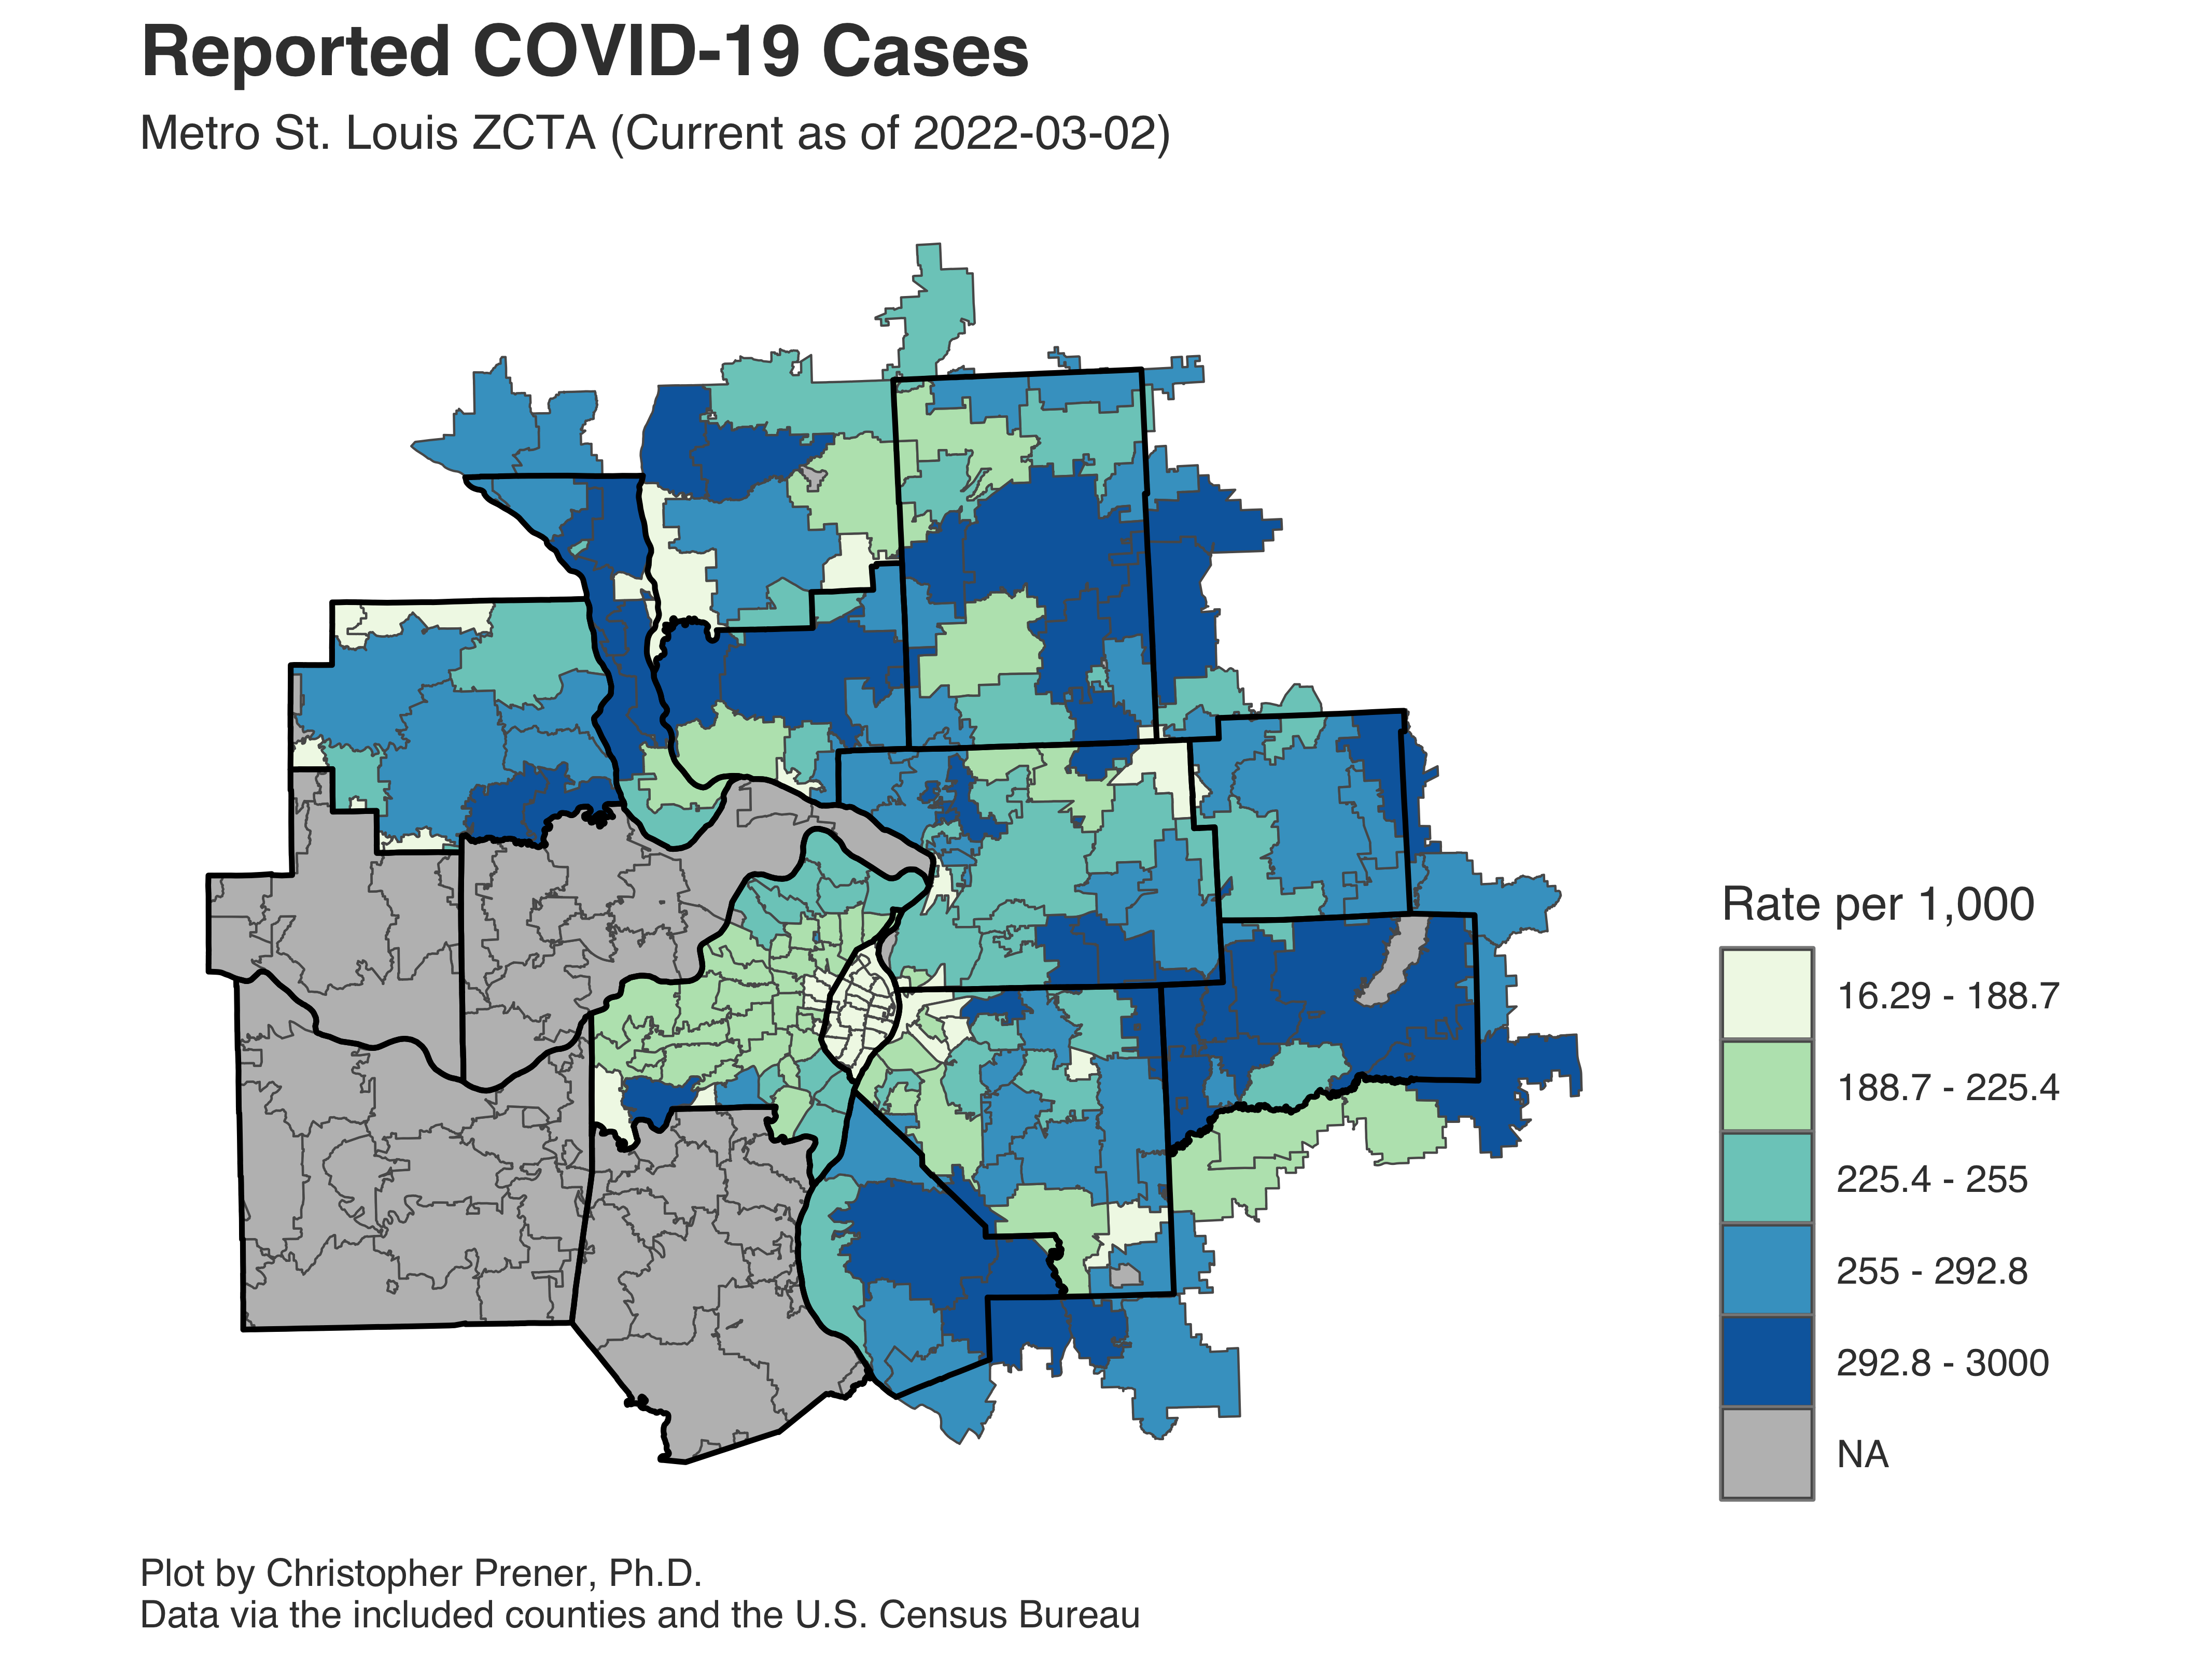 Reported COVID-19 Cases
Metro St. Louis ZCTA (Current as of 2022-03-02)
Rate per 1,000
16.29 - 188.7
188.7 - 225.4
225.4 - 255
255 - 292.8
292.8 - 3000
NA
Plot by Christopher Prener, Ph.D.
Data via the included counties and the U.S. Census Bureau